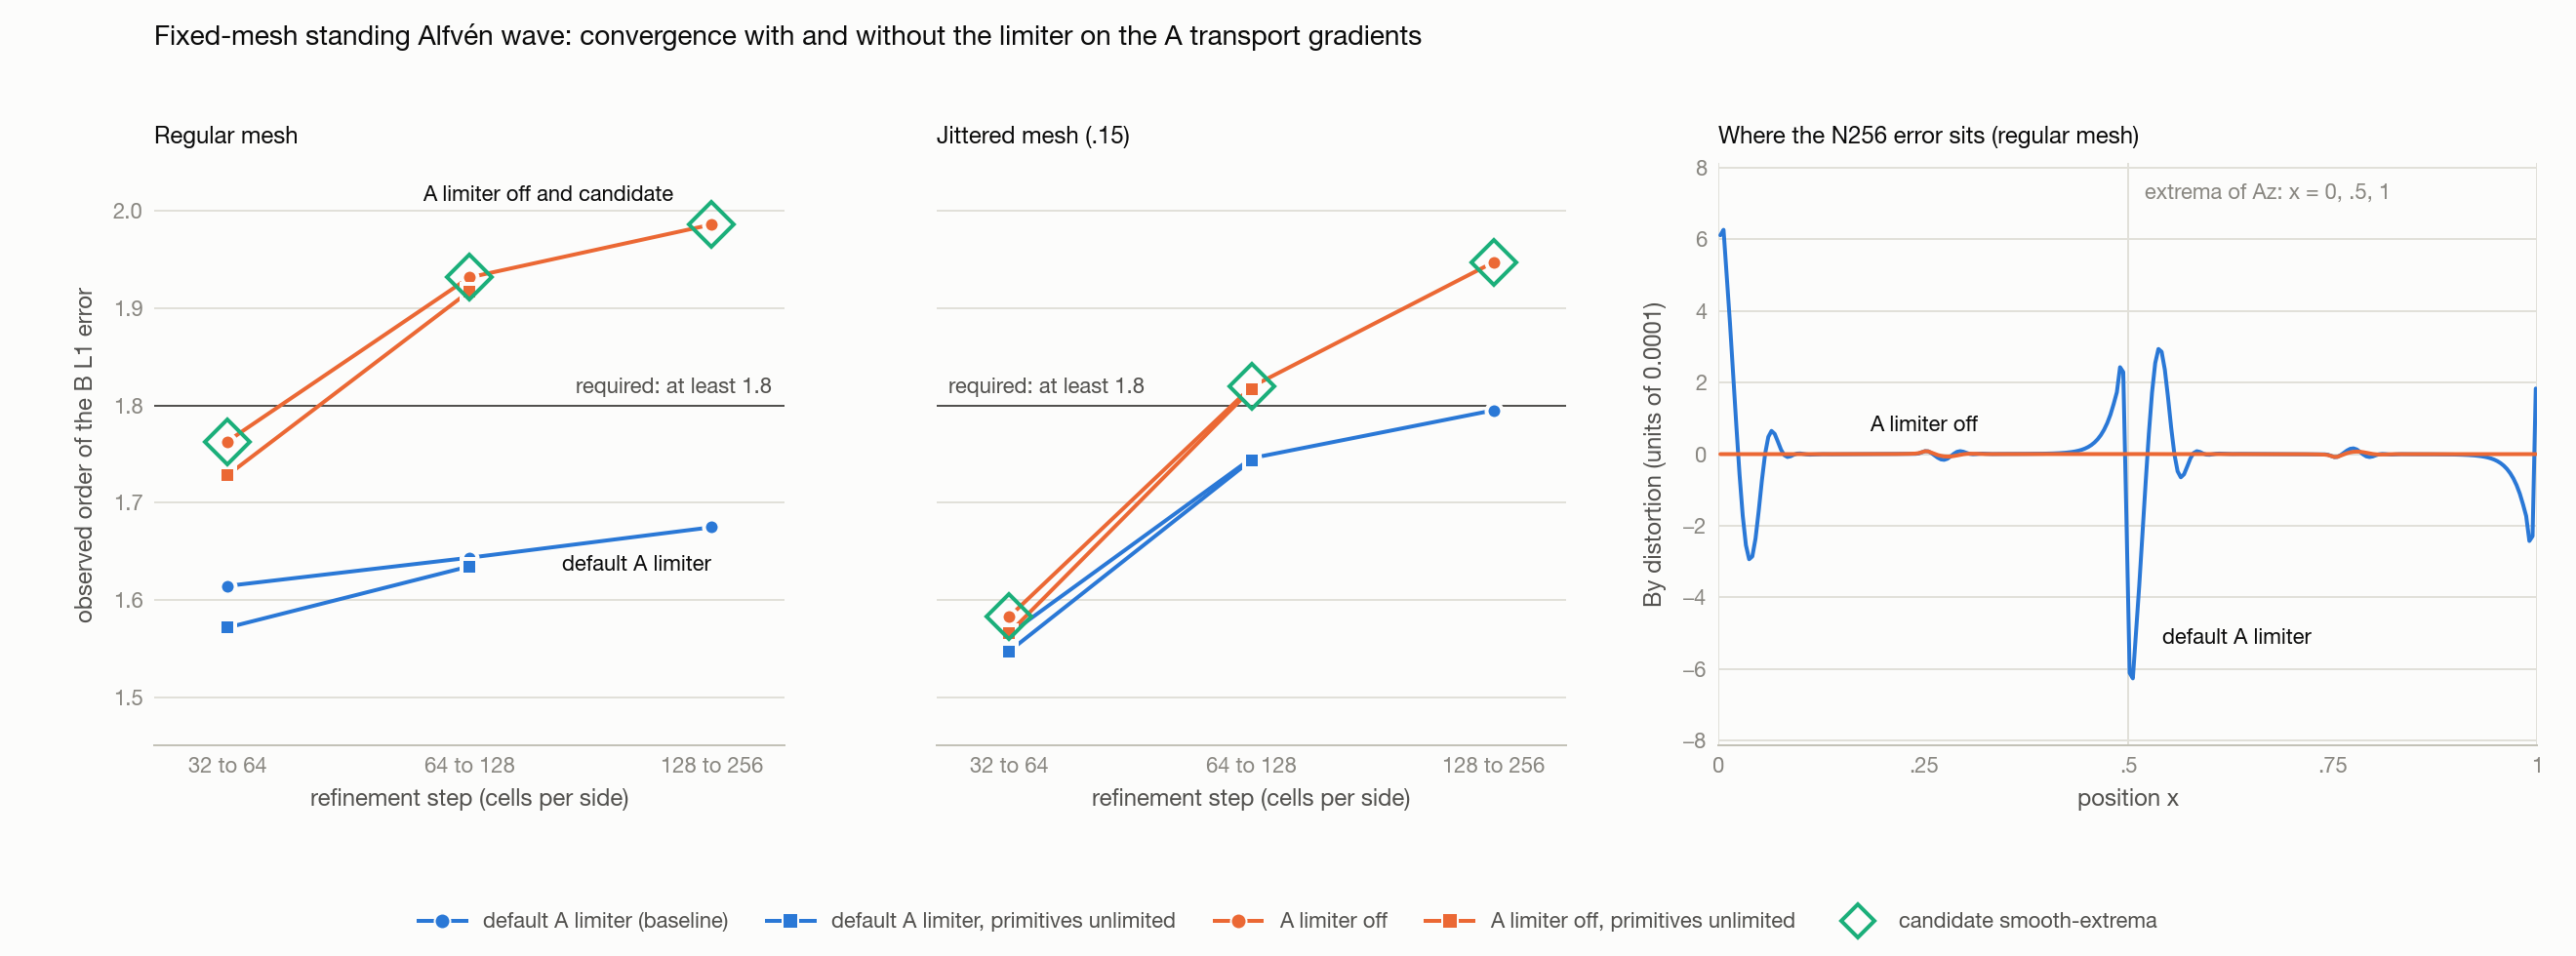 Fixed-mesh standing Alfvén wave: convergence with and without the limiter on the A transport gradients
Regular mesh
A limiter off and candidate
2.0
1.9
required: at least 1.8
1.8
1.7
default A limiter
1.6
1.5
observed order of the B L1 error
32 to 64
64 to 128
128 to 256
refinement step (cells per side)
Jittered mesh (.15)
required: at least 1.8
32 to 64
64 to 128
128 to 256
refinement step (cells per side)
Where the N256 error sits (regular mesh)
8
extrema of Az: x = 0, .5, 1
6
4
2
A limiter off
0
−2
−4
default A limiter
−6
−8
By distortion (units of 0.0001)
0
.25
.5
.75
1
position x
default A limiter (baseline)
default A limiter, primitives unlimited
A limiter off
A limiter off, primitives unlimited
candidate smooth-extrema